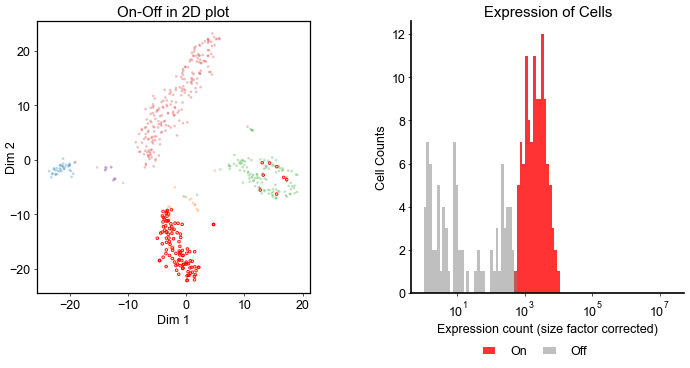 On-Off in 2D plot
Dim 2
20
10
0
−10
−20
−20 −10 0 10 20
Dim 1
Expression of Cells
Cell Counts
12
10
8
6
4
2
0
10^1 10^3 10^5 10^7
Expression count (size factor corrected)
On Off